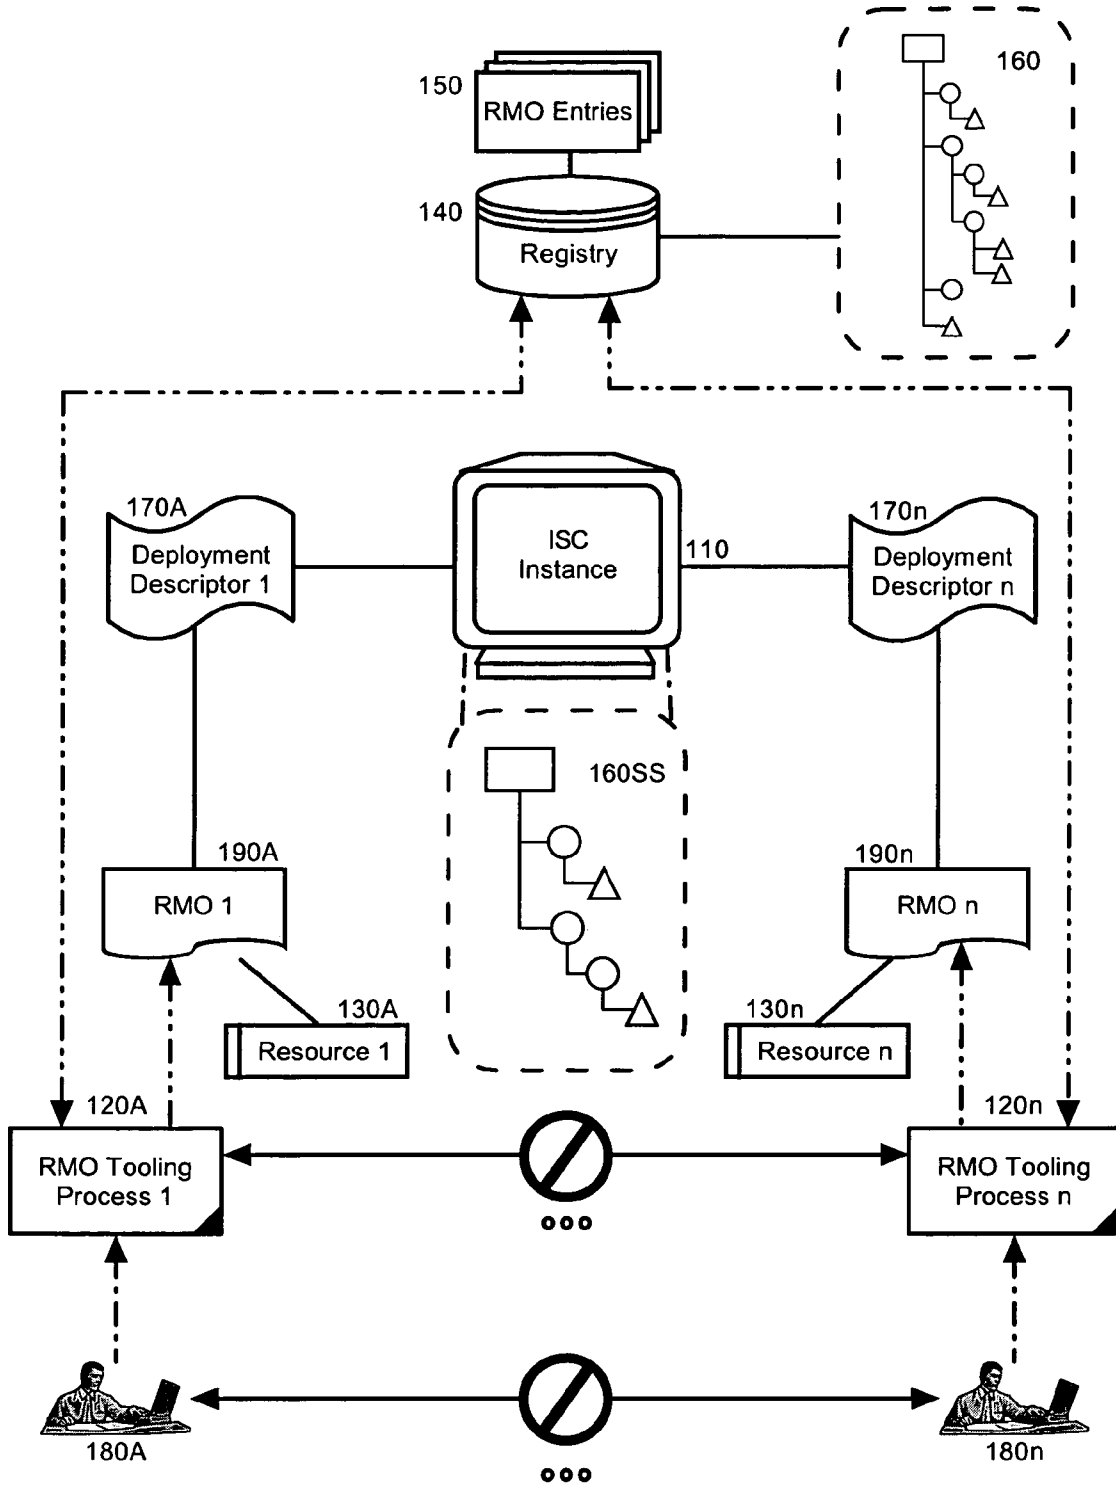 150
RMO Entries
160
140
Registry
170A
Deployment
Descriptor 1
ISC
Instance
110
170n
Deployment
Descriptor n
160SS
190A
RMO 1
190n
RMO n
130A
Resource 1
130n
Resource n
120A
RMO Tooling
Process 1
120n
RMO Tooling
Process n
180A
180n